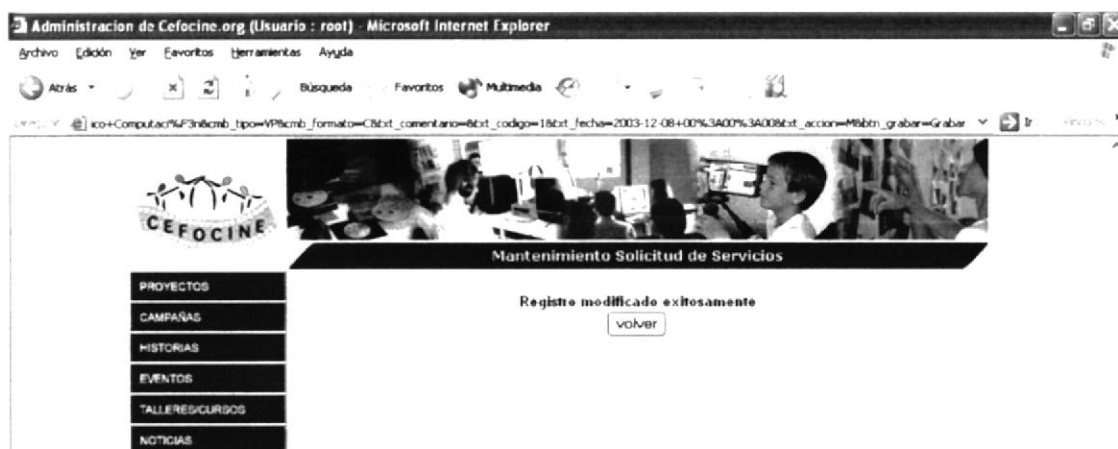 Administracion de Cefocine.org (Usuario : root) - Microsoft Internet Explorer
Archivo Edición Ver Favoritos Herramientas Ayuda
Atrás Búsqueda Favoritos Multimedia
ico+Computaci%F3n&cmb_tipo=VP&cmb_formato=C&txt_comentario=&txt_codigo=1&txt_fecha=2003-12-08+00%3A00%3A00&txt_accion=M&btn_grabar=Grabar Ir
CEFOCINE
Mantenimiento Solicitud de Servicios
PROYECTOS
Registro modificado exitosamente
volver
CAMPAÑAS
HISTORIAS
EVENTOS
TALLERES/CURSOS
NOTICIAS